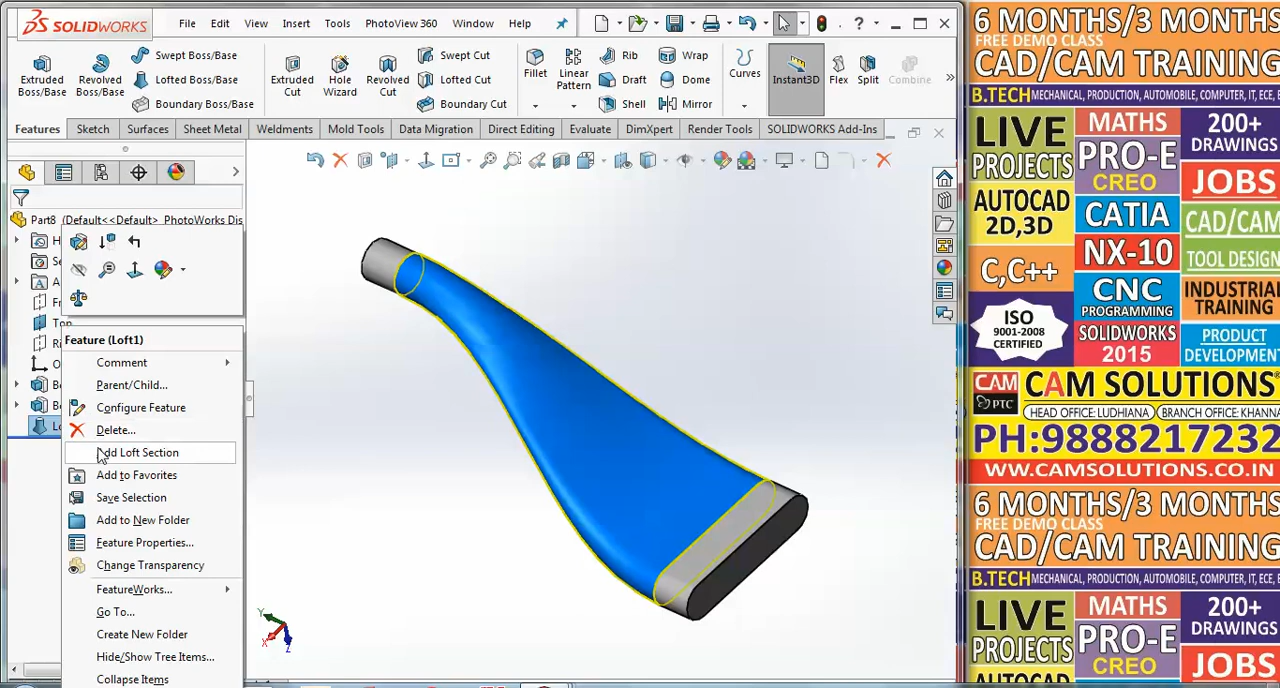 SOLIDWORKS
File Edit View Insert Tools PhotoView 360 Window Help
Extruded Boss/Base
Revolved Boss/Base
Swept Boss/Base
Lofted Boss/Base
Boundary Boss/Base
Extruded Cut
Hole Wizard
Revolved Cut
Swept Cut
Lofted Cut
Boundary Cut
Fillet
Linear Pattern
Rib
Draft
Shell
Wrap
Dome
Mirror
Curves
Instant3D
Flex
Split
Combine
Features Sketch Surfaces Sheet Metal Weldments Mold Tools Data Migration Direct Editing Evaluate DimXpert Render Tools SOLIDWORKS Add-Ins
Part8 (Default<<Default>_PhotoWorks Dis
Feature (Loft1)
Comment
Parent/Child...
Configure Feature
Delete...
Add Loft Section
Add to Favorites
Save Selection
Add to New Folder
Feature Properties...
Change Transparency
FeatureWorks...
Go To...
Create New Folder
Hide/Show Tree Items...
Collapse Items
Y
X
Z
6 MONTHS/3 MONTHS
FREE DEMO CLASS
CAD/CAM TRAINING
B.TECH MECHANICAL, PRODUCTION, AUTOMOBILE, COMPUTER, IT, ECE, E
LIVE PROJECTS
MATHS
200+ DRAWINGS
PRO-E
CREO
JOBS
AUTOCAD
2D,3D
CATIA
CAD/CAM
TOOL DESIGN
C,C++
NX-10
CNC
PROGRAMMING
INDUSTRIAL
TRAINING
ISO
9001-2008
CERTIFIED
SOLIDWORKS
2015
PRODUCT
DEVELOPMEN
CAM
PTC
CAM SOLUTIONS®
HEAD OFFICE: LUDHIANA BRANCH OFFICE: KHANNA
PH:9888217232
WWW.CAMSOLUTIONS.CO.IN
6 MONTHS/3 MONTHS
FREE DEMO CLASS
CAD/CAM TRAINING
B.TECH MECHANICAL, PRODUCTION, AUTOMOBILE, COMPUTER, IT, ECE, E
LIVE PROJECTS
MATHS
200+ DRAWINGS
PRO-E
CREO
JOBS
AUTOCAD
CATIA
CAD/CAM